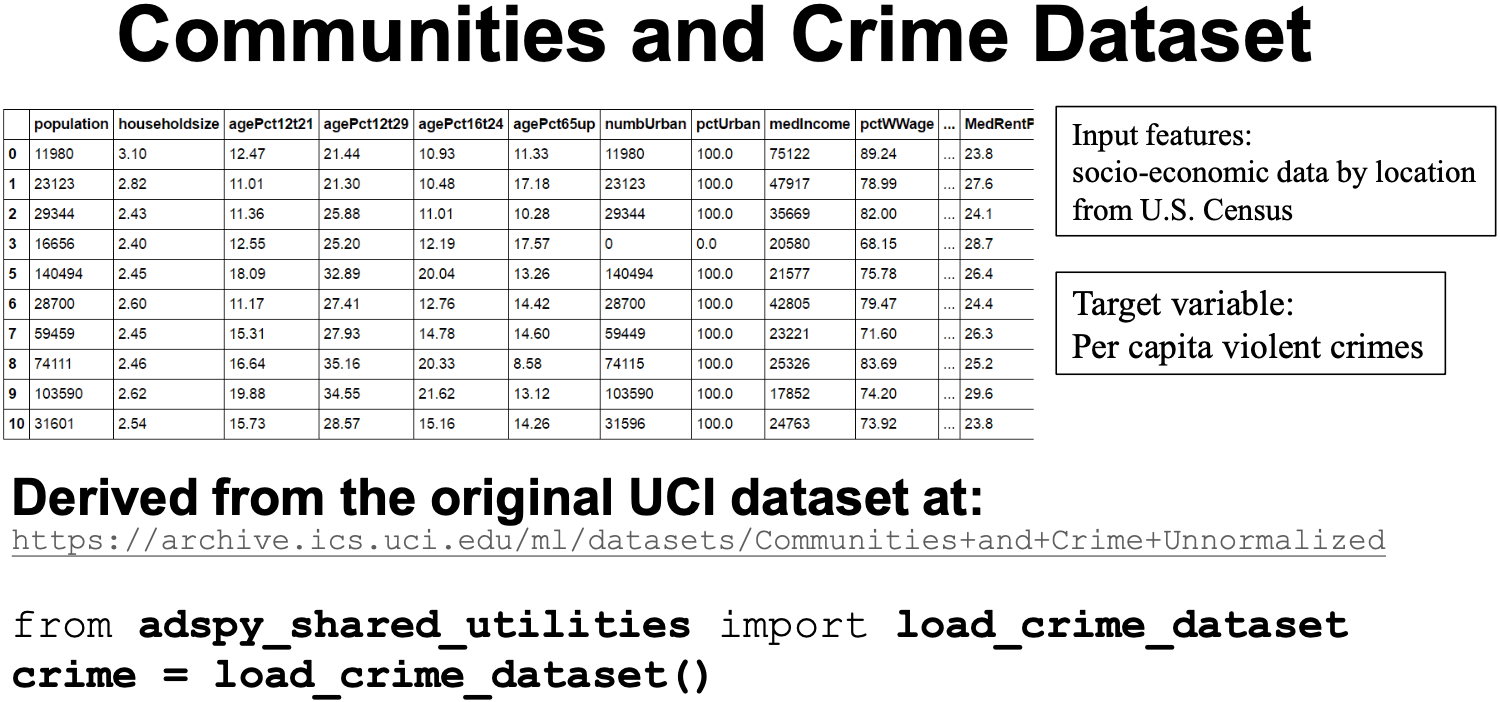 Communities and Crime Dataset
population householdsize agePct12t21 agePct12t29 agePct16t24 agePct65up numbUrban pctUrban medIncome pctWWage ... MedRentP
0 11980 3.10 12.47 21.44 10.93 11.33 11980 100.0 75122 89.24 ... 23.8
1 23123 2.82 11.01 21.30 10.48 17.18 23123 100.0 47917 78.99 ... 27.6
2 29344 2.43 11.36 25.88 11.01 10.28 29344 100.0 35669 82.00 ... 24.1
3 16656 2.40 12.55 25.20 12.19 17.57 0 0.0 20580 68.15 ... 28.7
5 140494 2.45 18.09 32.89 20.04 13.26 140494 100.0 21577 75.78 ... 26.4
6 28700 2.60 11.17 27.41 12.76 14.42 28700 100.0 42805 79.47 ... 24.4
7 59459 2.45 15.31 27.93 14.78 14.60 59449 100.0 23221 71.60 ... 26.3
8 74111 2.46 16.64 35.16 20.33 8.58 74115 100.0 25326 83.69 ... 25.2
9 103590 2.62 19.88 34.55 21.62 13.12 103590 100.0 17852 74.20 ... 29.6
10 31601 2.54 15.73 28.57 15.16 14.26 31596 100.0 24763 73.92 ... 23.8
Input features:
socio-economic data by location
from U.S. Census
Target variable:
Per capita violent crimes
Derived from the original UCI dataset at:
https://archive.ics.uci.edu/ml/datasets/Communities+and+Crime+Unnormalized
from adspy_shared_utilities import load_crime_dataset
crime = load_crime_dataset()